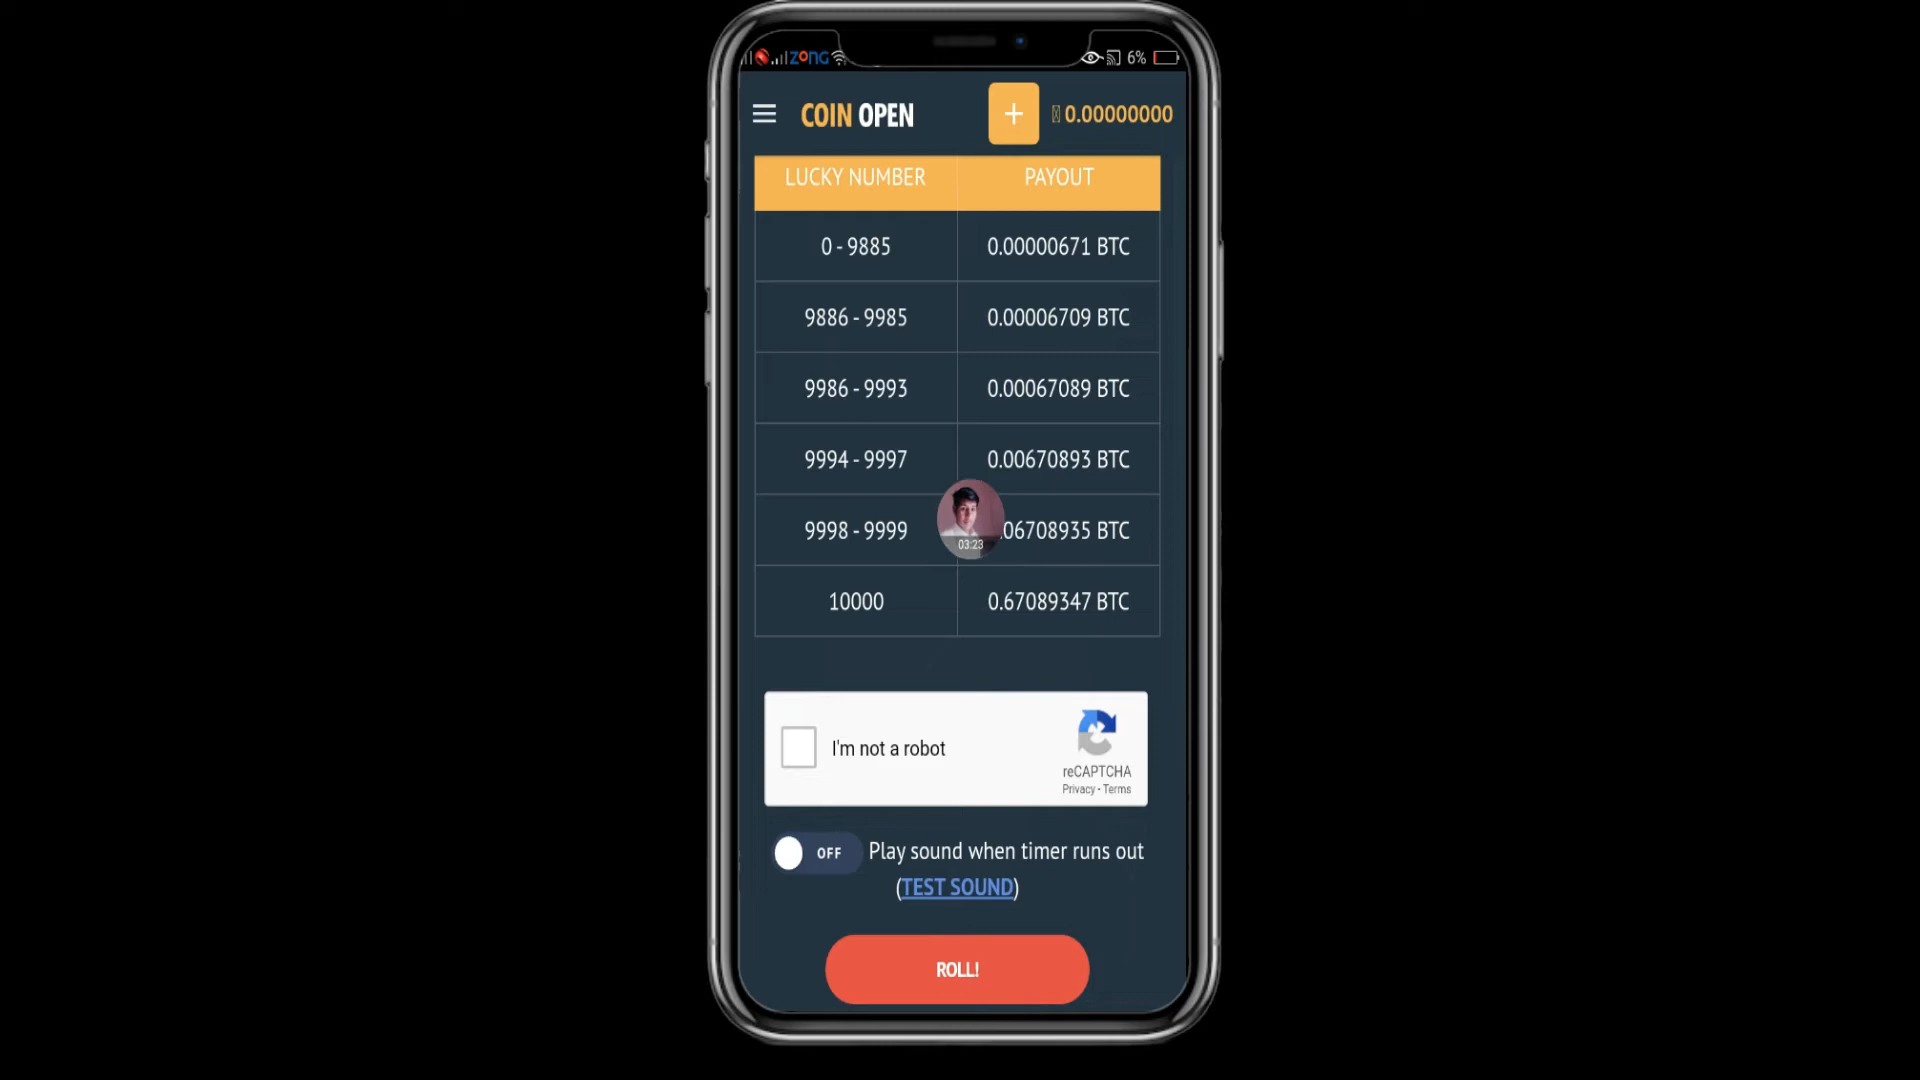 ZONG
6%
COIN OPEN
+
0.00000000
LUCKY NUMBER PAYOUT
0 - 9885 0.00000671 BTC
9886 - 9985 0.00006709 BTC
9986 - 9993 0.00067089 BTC
9994 - 9997 0.00670893 BTC
9998 - 9999 .06708935 BTC
03:23
10000 0.67089347 BTC
I'm not a robot
reCAPTCHA
Privacy - Terms
OFF Play sound when timer runs out
(TEST SOUND)
ROLL!